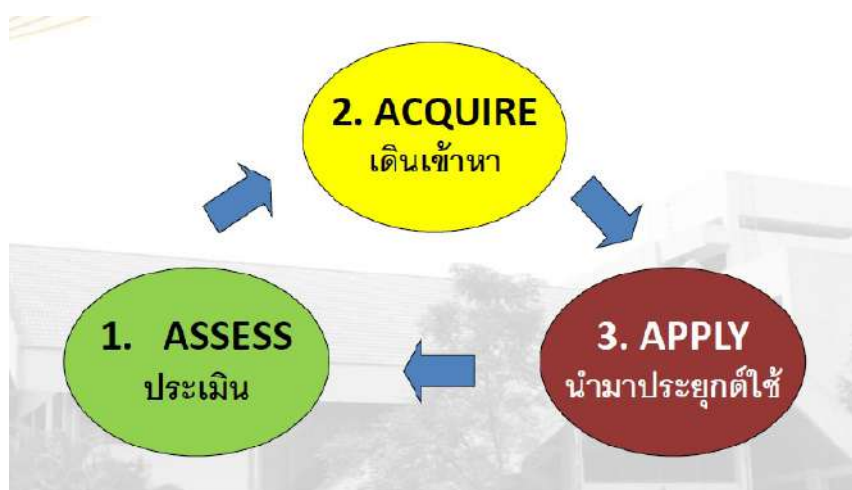 2. ACQUIRE
เดินเข้าหา
1. ASSESS
ประเมิน
3. APPLY
นำมาประยุกต์ใช้